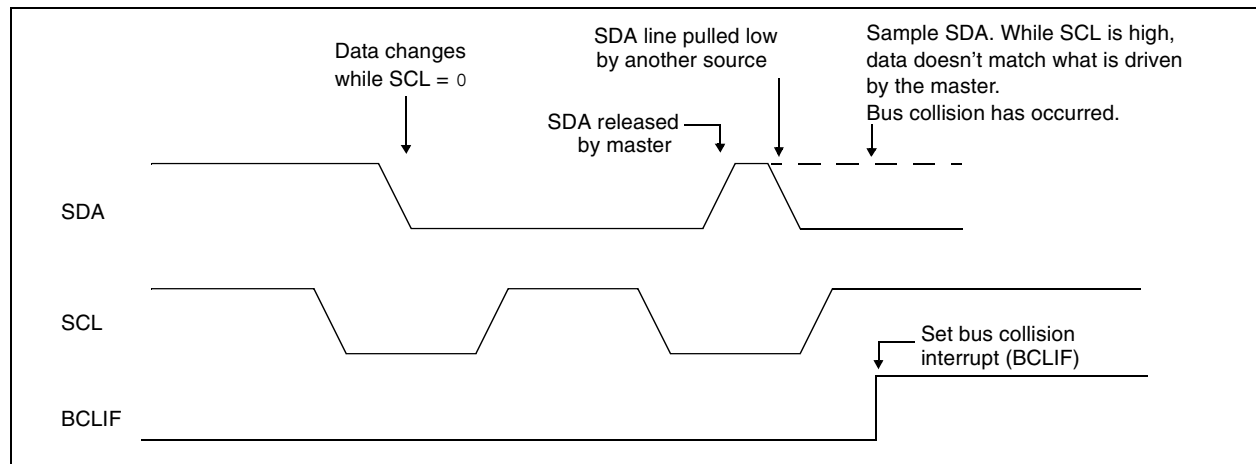 Data changes
while SCL = 0
SDA line pulled low
by another source
Sample SDA. While SCL is high,
data doesn't match what is driven
by the master.
Bus collision has occurred.
SDA released
by master
SDA
SCL
Set bus collision
interrupt (BCLIF)
BCLIF